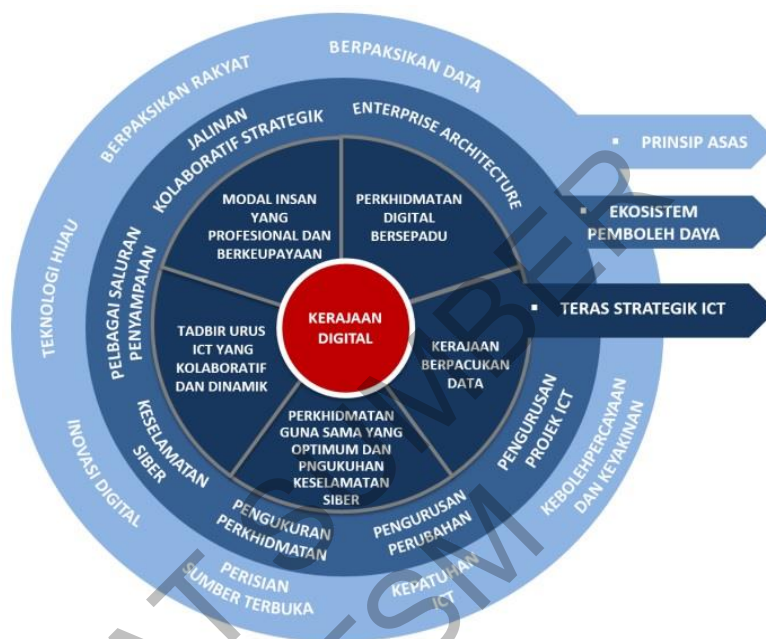 BERPAKSIKAN RAKYAT
BERPAKSIKAN DATA
JALINAN
KOLABORATIF STRATEGIK
ENTERPRISE ARCHITECTURE
PRINSIP ASAS
EKOSISTEM
PEMBOLEH DAYA
TERAS STRATEGIK ICT
MODAL INSAN
YANG
PROFESIONAL DAN
BERKEUPAYAAN
PERKHIDMATAN
DIGITAL
BERSEPADU
TEKNOLOGI HIJAU
PELBAGAI SALURAN
PENYAMPAIAN
KERAJAAN
DIGITAL
TADBIR URUS
ICT YANG
KOLABORATIF
DAN DINAMIK
KERAJAAN
BERPACUKAN
DATA
PERKHIDMATAN
GUNA SAMA YANG
OPTIMUM DAN
PNGUKUHAN
KESELAMATAN
SIBER
KESELAMATAN
SIBER
PENGURUSAN
PROJEK ICT
INOVASI DIGITAL
KEBOLEHPERCAYAAN
DAN KEYAKINAN
PENGUKURAN
PERKHIDMATAN
PENGURUSAN
PERUBAHAN
PERISIAN
SUMBER TERBUKA
KEPATUHAN
ICT